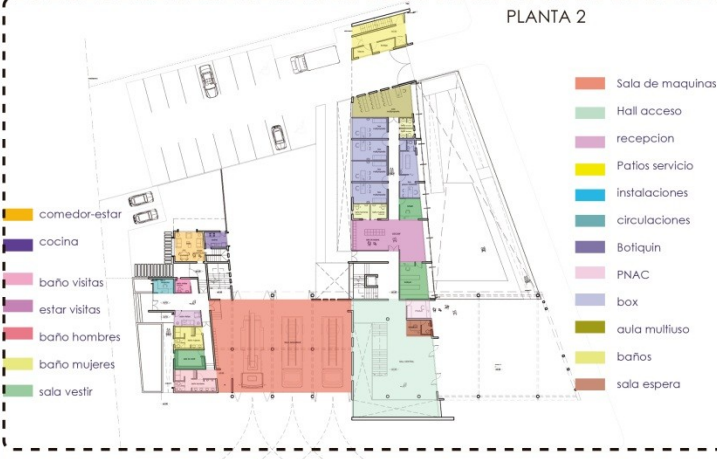 PLANTA 2
Sala de maquinas
Hall acceso
recepcion
Patios servicio
instalaciones
circulaciones
Botiquin
PNAC
box
aula multiuso
baños
sala espera
comedor-estar
cocina
baño visitas
estar visitas
baño hombres
baño mujeres
sala vestir